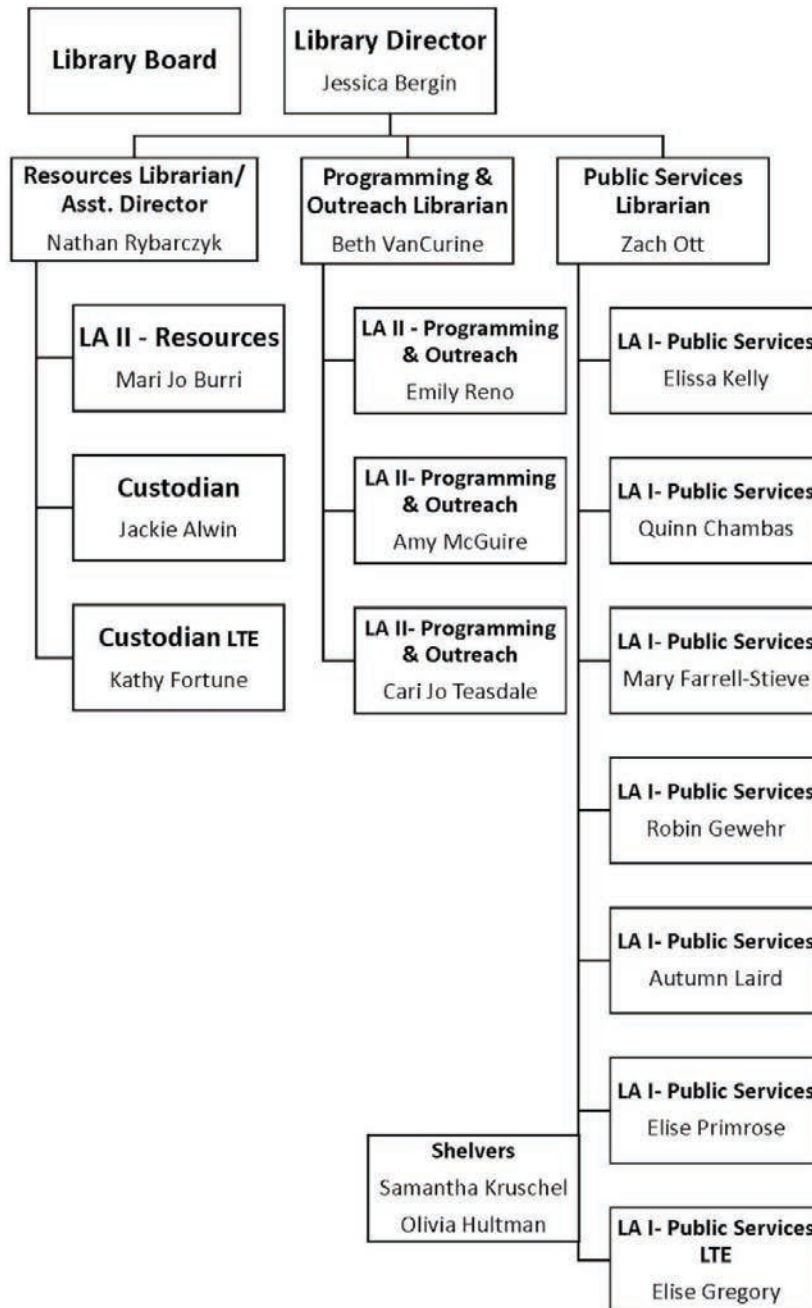 Library Board
Library Director
Jessica Bergin
Resources Librarian/
Asst. Director
Nathan Rybarczyk
Programming &
Outreach Librarian
Beth VanCurine
Public Services
Librarian
Zach Ott
LA II - Resources
Mari Jo Burri
Custodian
Jackie Alwin
Custodian LTE
Kathy Fortune
LA II - Programming
& Outreach
Emily Reno
LA II- Programming
& Outreach
Amy McGuire
LA II- Programming
& Outreach
Cari Jo Teasdale
LA I- Public Services
Elissa Kelly
LA I- Public Services
Quinn Chambas
LA I- Public Services
Mary Farrell-Stieve
LA I- Public Services
Robin Gewehr
LA I- Public Services
Autumn Laird
LA I- Public Services
Elise Primrose
Shelvers
Samantha Kruschel
Olivia Hultman
LA I- Public Services
LTE
Elise Gregory